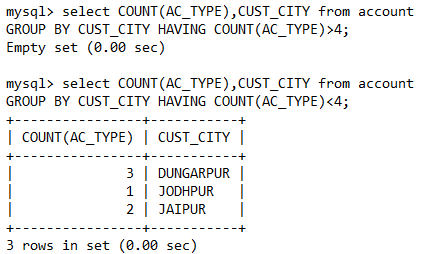 mysql> select COUNT(AC_TYPE),CUST_CITY from account
GROUP BY CUST_CITY HAVING COUNT(AC_TYPE)>4;
Empty set (0.00 sec)

mysql> select COUNT(AC_TYPE),CUST_CITY from account
GROUP BY CUST_CITY HAVING COUNT(AC_TYPE)<4;
+----------------+-----------+
| COUNT(AC_TYPE) | CUST_CITY |
+----------------+-----------+
|              3 | DUNGARPUR |
|              1 | JODHPUR   |
|              2 | JAIPUR    |
+----------------+-----------+
3 rows in set (0.00 sec)